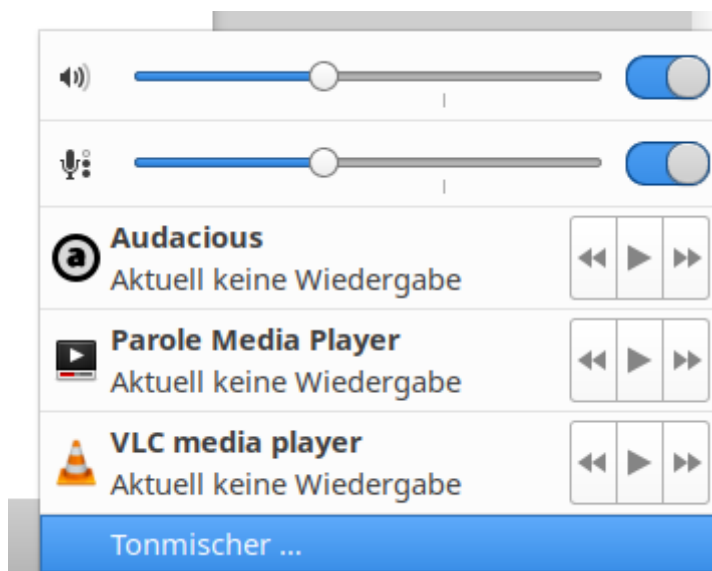 Audacious
Aktuell keine Wiedergabe
Parole Media Player
Aktuell keine Wiedergabe
VLC media player
Aktuell keine Wiedergabe
Tonmischer ...